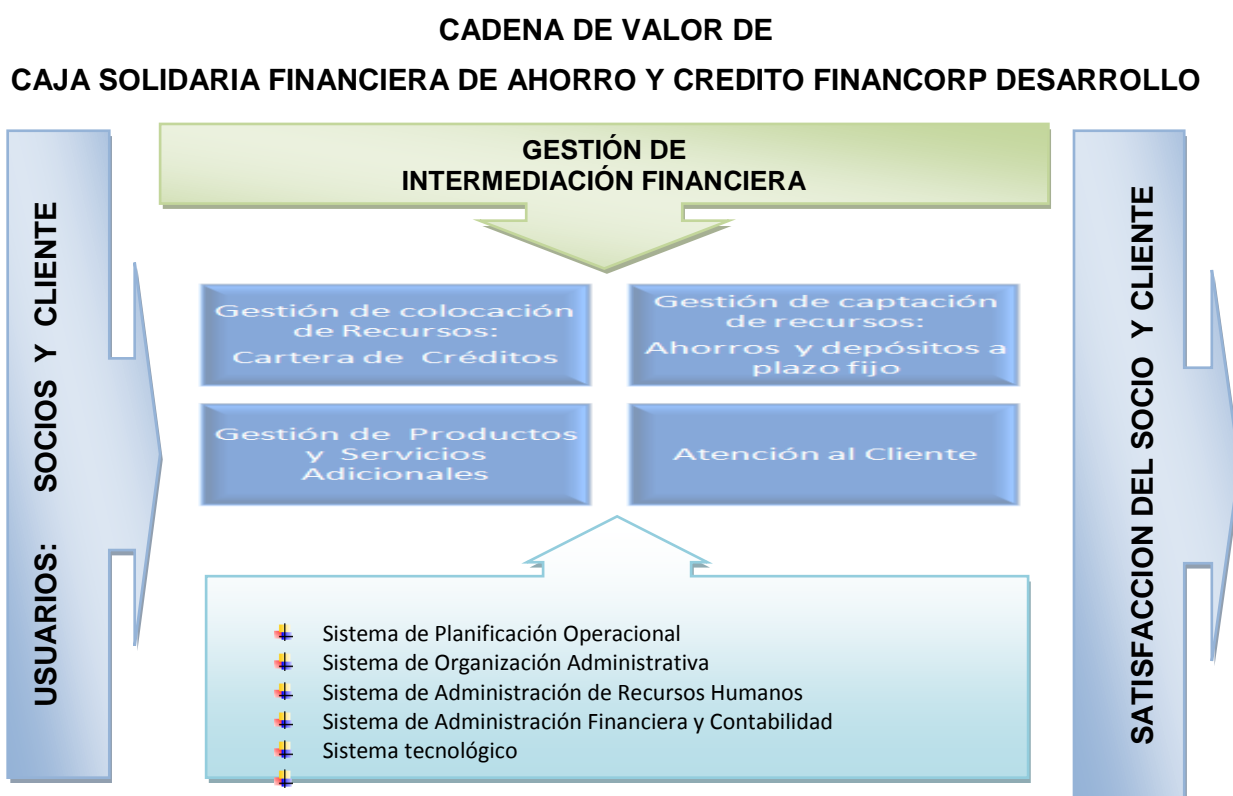 CADENA DE VALOR DE
CAJA SOLIDARIA FINANCIERA DE AHORRO Y CREDITO FINANCORP DESARROLLO
USUARIOS: SOCIOS Y CLIENTE
GESTIÓN DE
INTERMEDIACIÓN FINANCIERA
Gestión de colocación
de Recursos:
Cartera de Créditos
Gestión de captación
de recursos:
Ahorros y depósitos a
plazo fijo
Gestión de Productos
y Servicios
Adicionales
Atención al Cliente
Sistema de Planificación Operacional
Sistema de Organización Administrativa
Sistema de Administración de Recursos Humanos
Sistema de Administración Financiera y Contabilidad
Sistema tecnológico
SATISFACCION DEL SOCIO Y CLIENTE